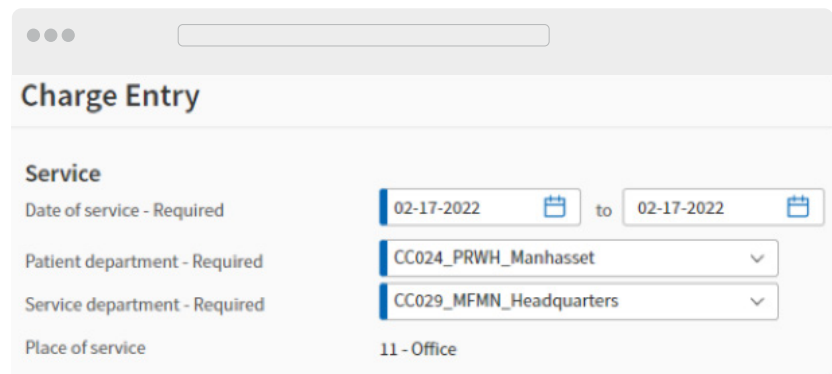 Charge Entry
Service
Date of service - Required 02-17-2022 to 02-17-2022
Patient department - Required CC024_PRWH_Manhasset
Service department - Required CC029_MFMN_Headquarters
Place of service 11 - Office